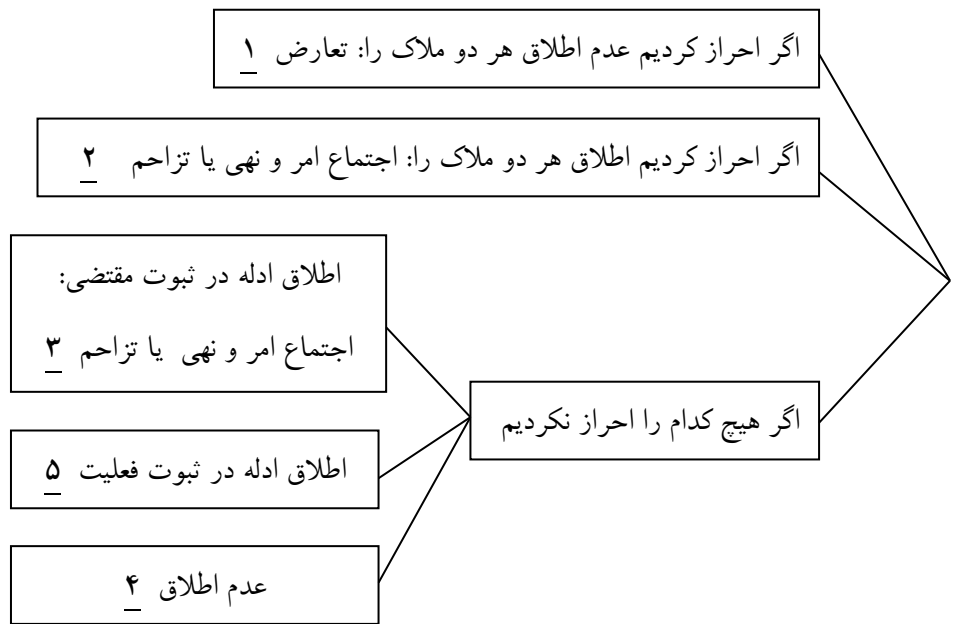 اگر احراز کردیم عدم اطلاق هر دو ملاک را: تعارض ۱
اگر احراز کردیم اطلاق هر دو ملاک را: اجتماع امر و نهی یا تزاحم ۲
اگر هیچ کدام را احراز نکردیم
اطلاق ادله در ثبوت مقتضی:
اجتماع امر و نهی یا تزاحم ۳
اطلاق ادله در ثبوت فعلیت ۵
عدم اطلاق ۴